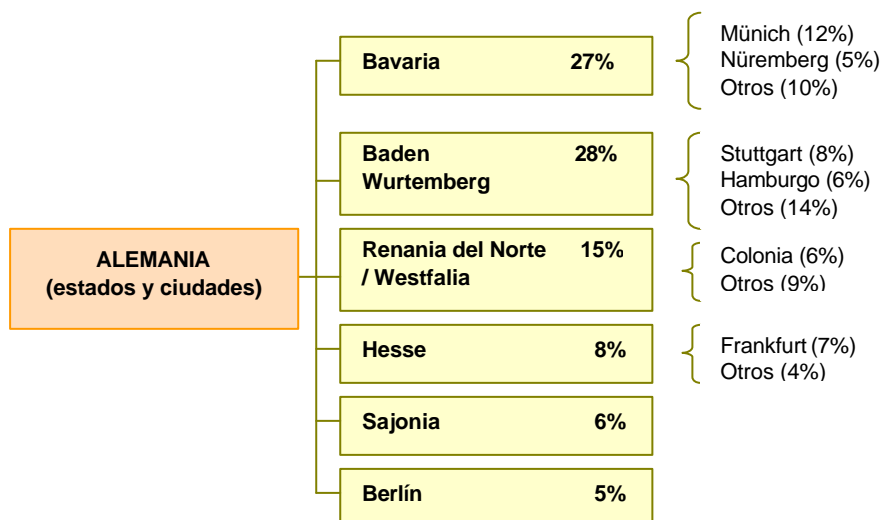 ALEMANIA
(estados y ciudades)
Bavaria 27%
Münich (12%)
Nüremberg (5%)
Otros (10%)
Baden 28%
Wurtemberg
Stuttgart (8%)
Hamburgo (6%)
Otros (14%)
Renania del Norte 15%
/ Westfalia
Colonia (6%)
Otros (9%)
Hesse 8%
Frankfurt (7%)
Otros (4%)
Sajonia 6%
Berlín 5%